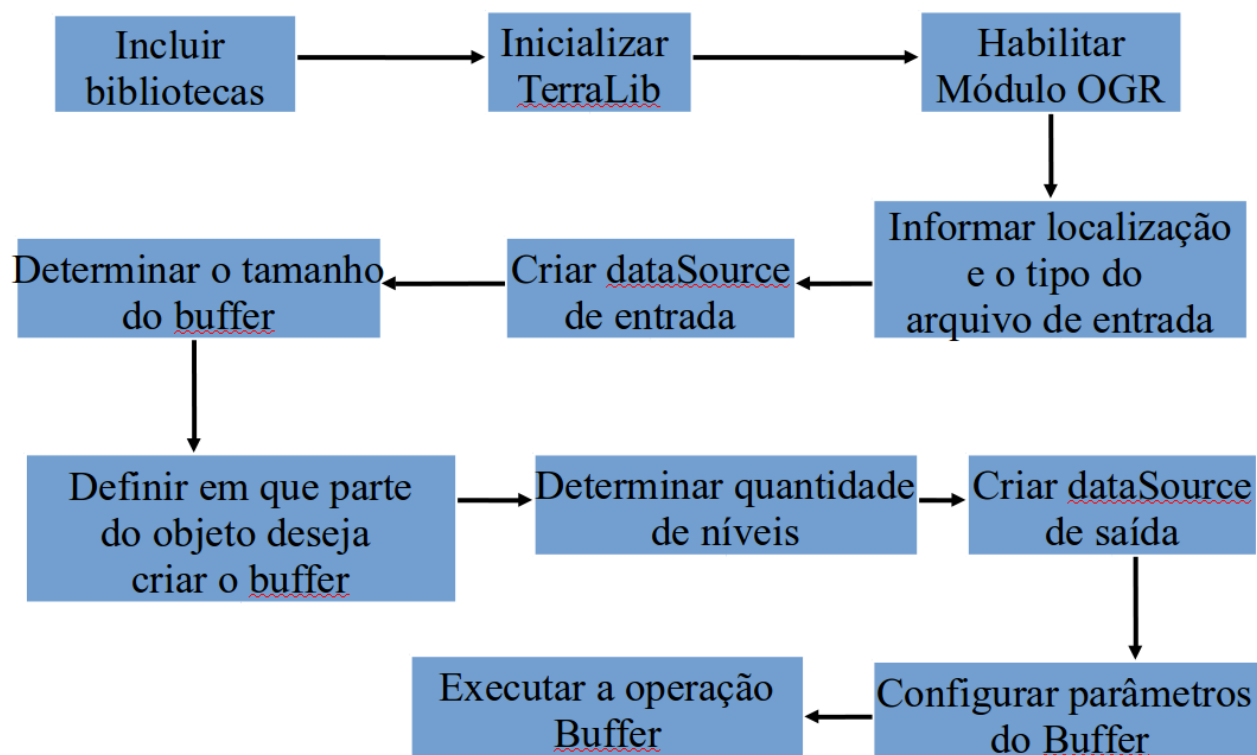 Incluir
bibliotecas
Inicializar
TerraLib
Habilitar
Módulo OGR
Informar localização
e o tipo do
arquivo de entrada
Criar dataSource
de entrada
Determinar o tamanho
do buffer
Definir em que parte
do objeto deseja
criar o buffer
Determinar quantidade
de níveis
Criar dataSource
de saída
Configurar parâmetros
do Buffer
Executar a operação
Buffer